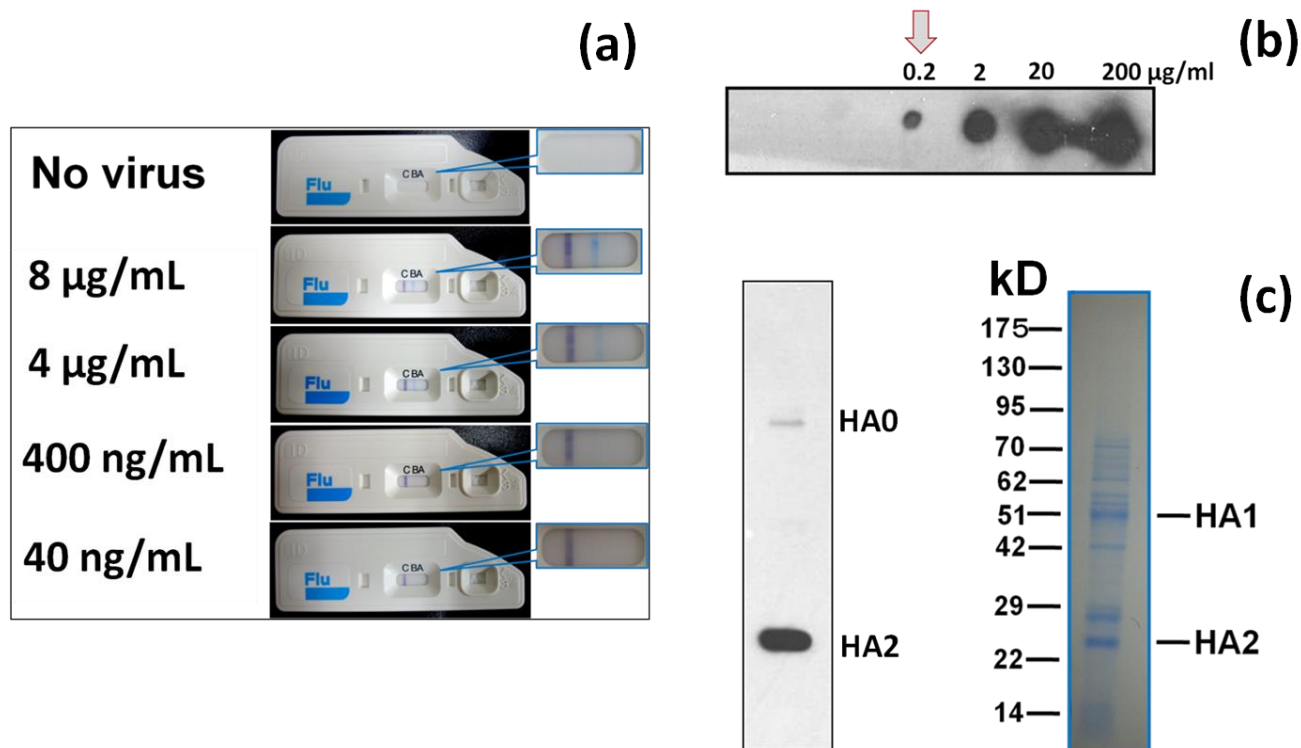 (a)
No virus
CBA
Flu
8 µg/mL
CBA
Flu
4 µg/mL
CBA
Flu
400 ng/mL
CBA
Flu
40 ng/mL
CBA
Flu
(b)
0.2 2 20 200 µg/ml
(c)
HA0
HA2
kD
175
130
95
70
62
51
42
29
22
14
HA1
HA2